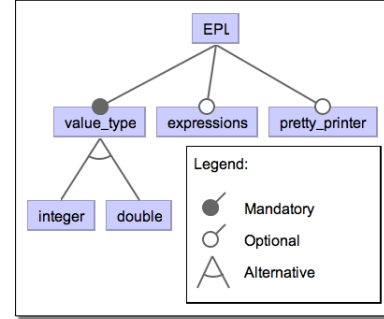 EPL
value_type expressions pretty_printer
Legend:
integer double
Mandatory
Optional
Alternative